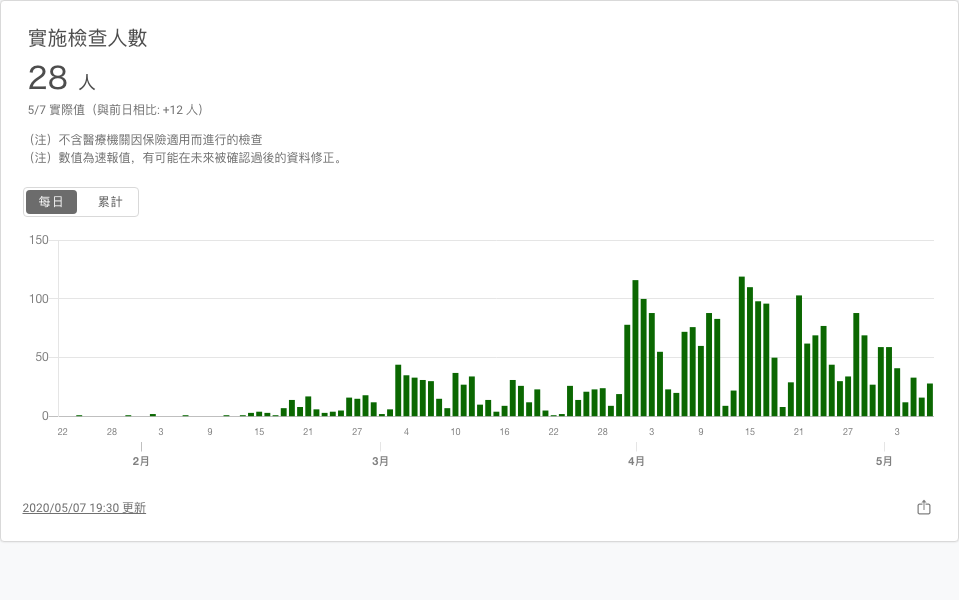 實施檢查人數
28 人
5/7 實際值（與前日相比: +12 人）
（注）不含醫療機關因保險適用而進行的檢查
（注）數值為速報值，有可能在未來被確認過後的資料修正。
每日 累計
150
100
50
0
22 28 3 9 15 21 27 4 10 16 22 28 3 9 15 21 27 3
2月 3月 4月 5月
2020/05/07 19:30 更新